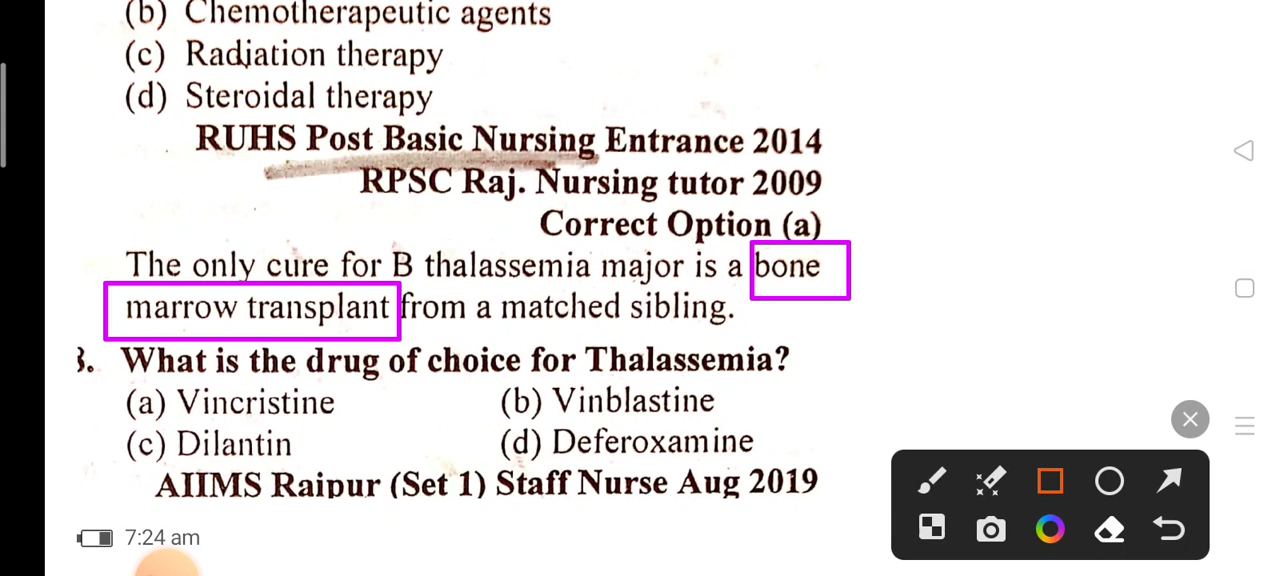 (b) Chemotherapeutic agents
(c) Radiation therapy
(d) Steroidal therapy
RUHS Post Basic Nursing Entrance 2014
RPSC Raj. Nursing tutor 2009
Correct Option (a)
The only cure for B thalassemia major is a bone
marrow transplant from a matched sibling.
3. What is the drug of choice for Thalassemia?
(a) Vincristine (b) Vinblastine
(c) Dilantin (d) Deferoxamine
AIIMS Raipur (Set 1) Staff Nurse Aug 2019
7:24 am